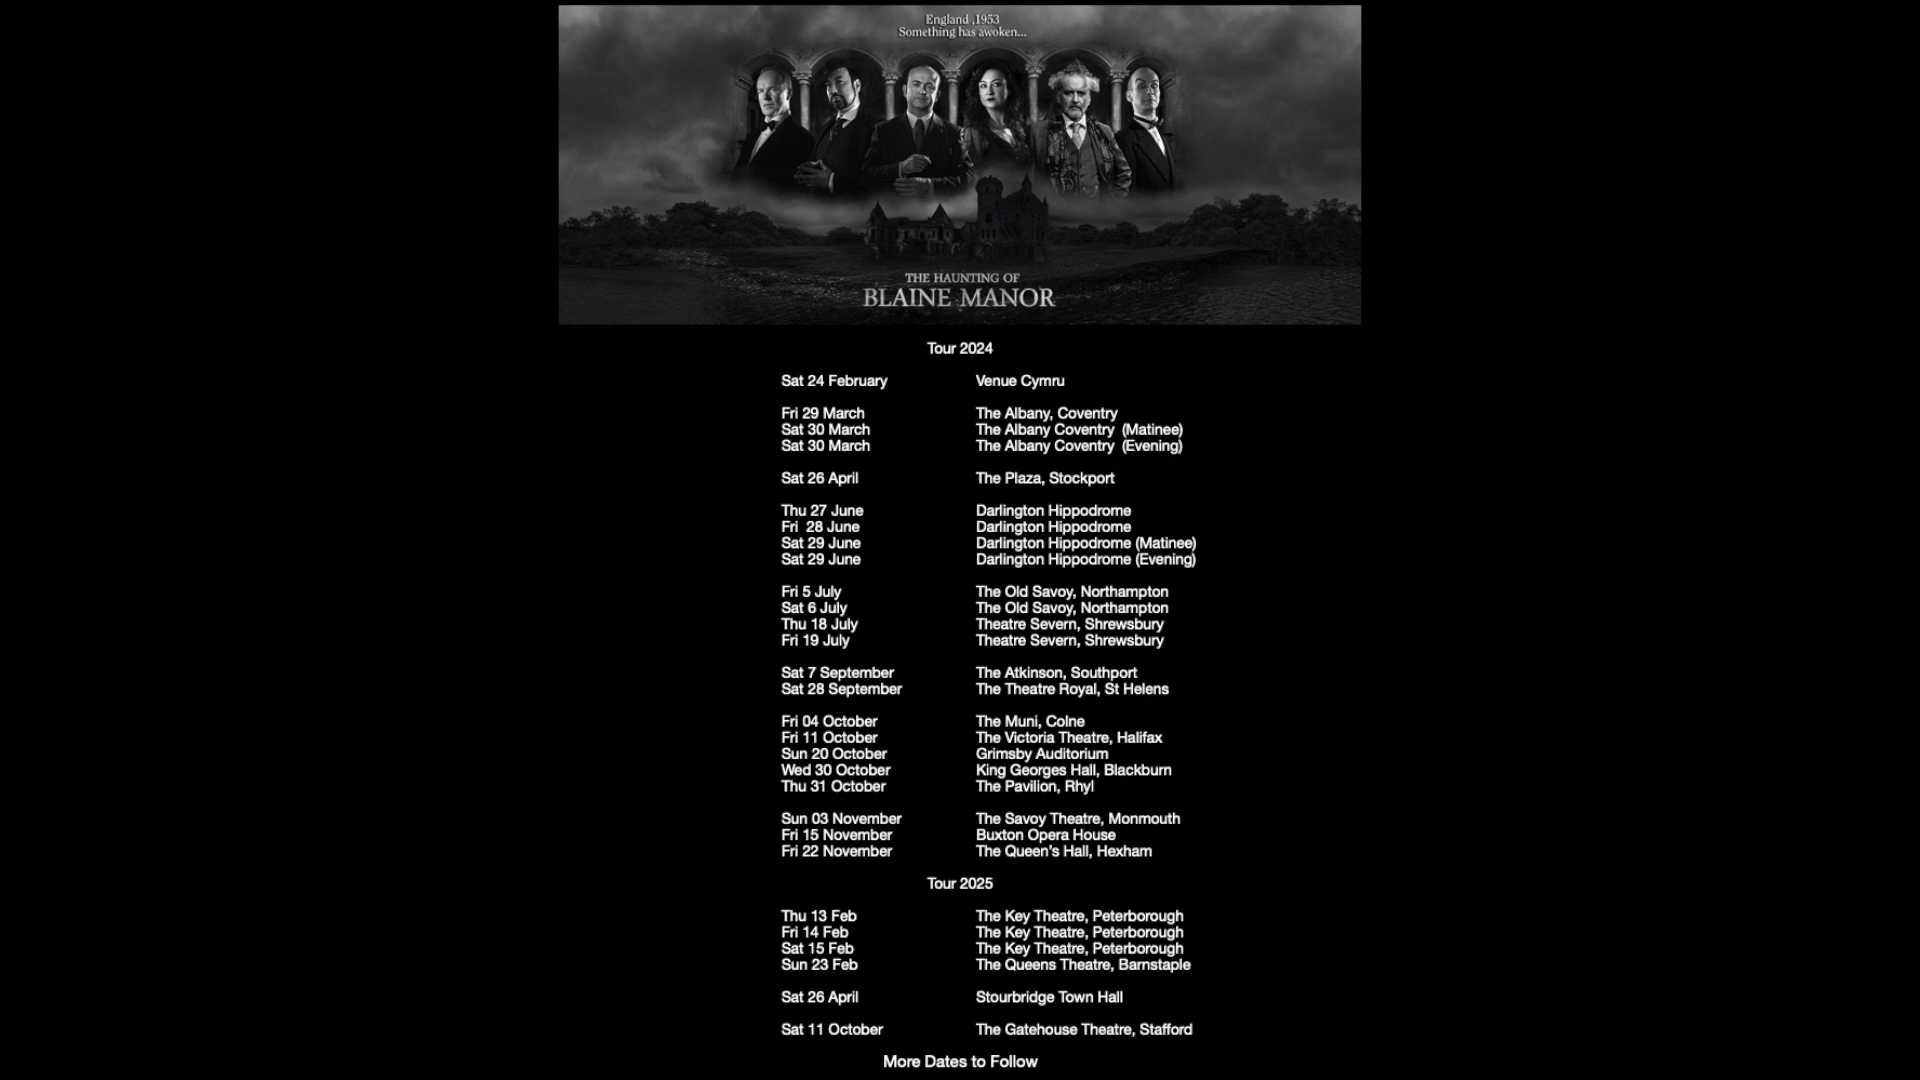 England ,1953
Something has awoken...
THE HAUNTING OF
BLAINE MANOR
Tour 2024
Sat 24 February Venue Cymru
Fri 29 March The Albany, Coventry
Sat 30 March The Albany Coventry (Matinee)
Sat 30 March The Albany Coventry (Evening)
Sat 26 April The Plaza, Stockport
Thu 27 June Darlington Hippodrome
Fri 28 June Darlington Hippodrome
Sat 29 June Darlington Hippodrome (Matinee)
Sat 29 June Darlington Hippodrome (Evening)
Fri 5 July The Old Savoy, Northampton
Sat 6 July The Old Savoy, Northampton
Thu 18 July Theatre Severn, Shrewsbury
Fri 19 July Theatre Severn, Shrewsbury
Sat 7 September The Atkinson, Southport
Sat 28 September The Theatre Royal, St Helens
Fri 04 October The Muni, Colne
Fri 11 October The Victoria Theatre, Halifax
Sun 20 October Grimsby Auditorium
Wed 30 October King Georges Hall, Blackburn
Thu 31 October The Pavilion, Rhyl
Sun 03 November The Savoy Theatre, Monmouth
Fri 15 November Buxton Opera House
Fri 22 November The Queen's Hall, Hexham
Tour 2025
Thu 13 Feb The Key Theatre, Peterborough
Fri 14 Feb The Key Theatre, Peterborough
Sat 15 Feb The Key Theatre, Peterborough
Sun 23 Feb The Queens Theatre, Barnstaple
Sat 26 April Stourbridge Town Hall
Sat 11 October The Gatehouse Theatre, Stafford
More Dates to Follow